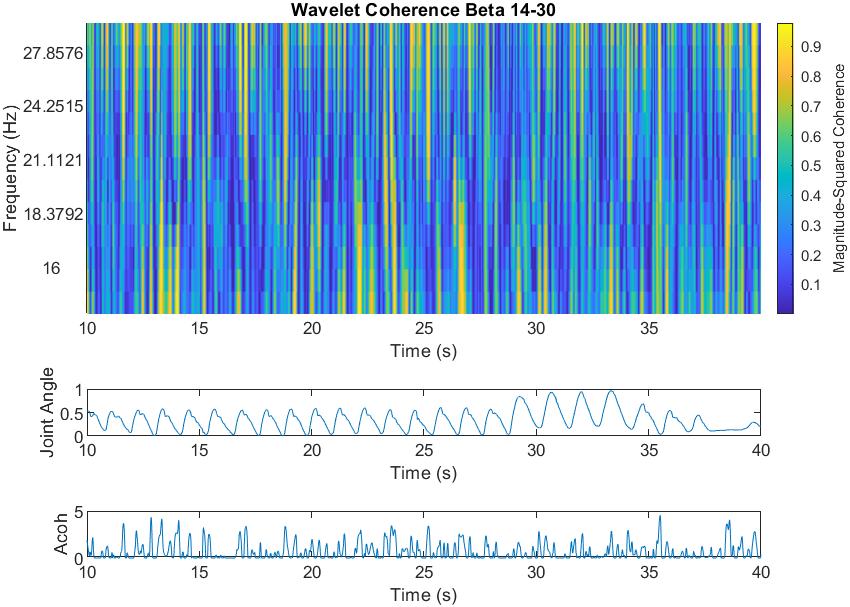 Wavelet Coherence Beta 14-30
Frequency (Hz)
27.8576
24.2515
21.1121
18.3792
16
10 15 20 25 30 35
Time (s)
0.9
0.8
0.7
0.6
0.5
0.4
0.3
0.2
0.1
Magnitude-Squared Coherence
Joint Angle
1
0.5
0
10 15 20 25 30 35 40
Time (s)
Acoh
5
0
10 15 20 25 30 35 40
Time (s)